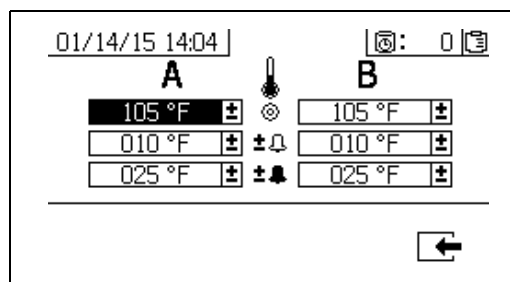 01/14/15 14:04 : 0
A B
105 °F ± 105 °F ±
010 °F ± ± 010 °F ±
025 °F ± ± 025 °F ±